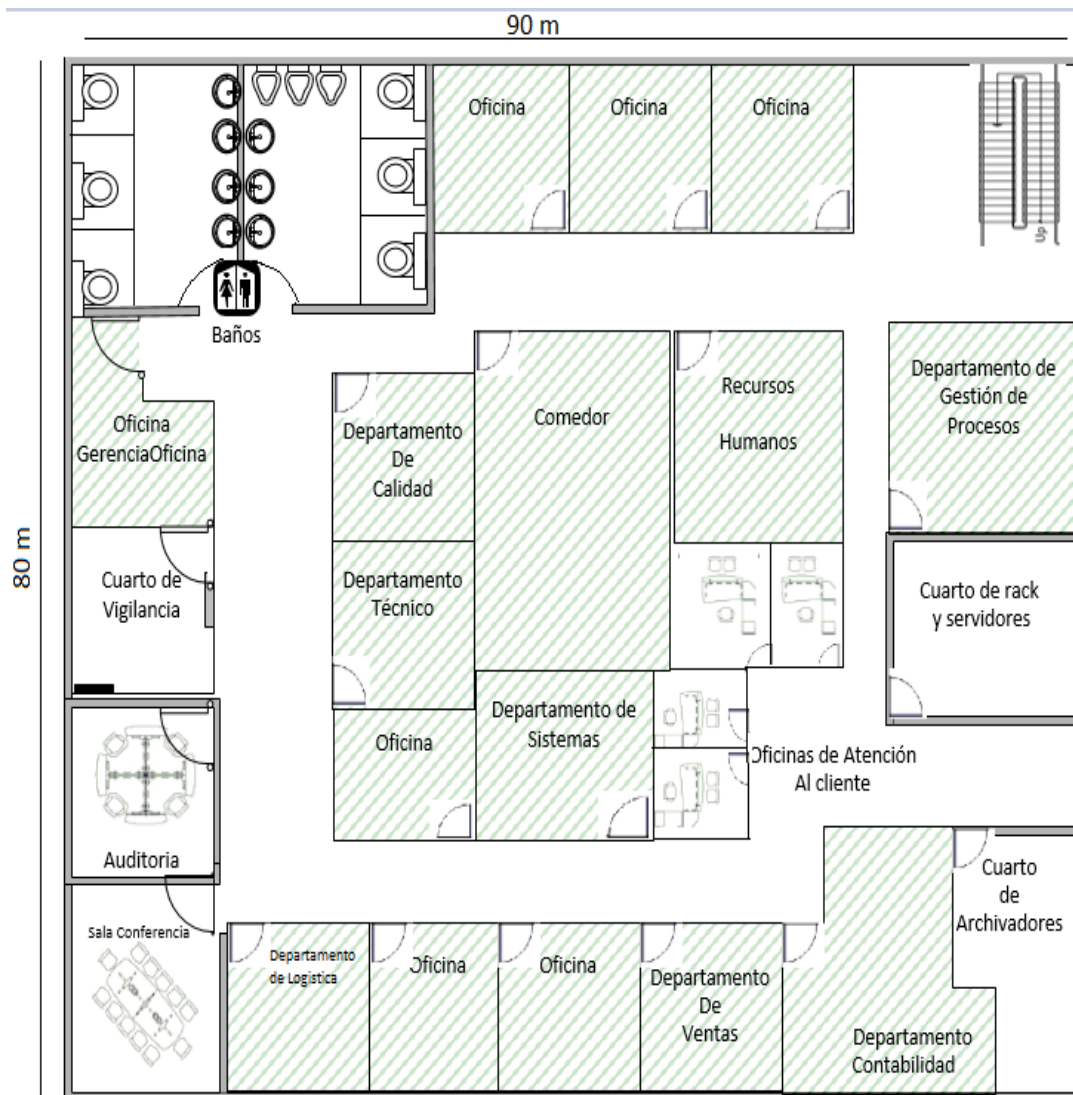 90 m
80 m
Oficina
Oficina
Oficina
Up
Baños
Oficina
GerenciaOficina
Departamento
De
Calidad
Comedor
Recursos
Humanos
Departamento de
Gestión de
Procesos
Cuarto de
Vigilancia
Departamento
Técnico
Cuarto de rack
y servidores
Oficina
Departamento de
Sistemas
Oficinas de Atención
Al cliente
Auditoria
Cuarto
de
Archivadores
Sala Conferencia
Departamento
de Logistica
Oficina
Oficina
Departamento
De
Ventas
Departamento
Contabilidad